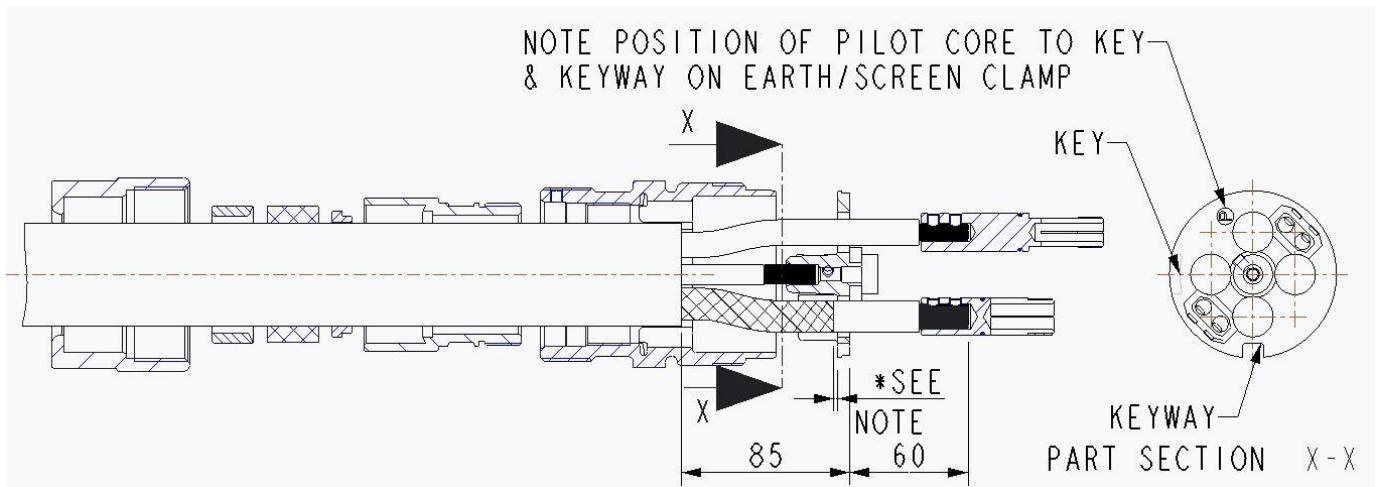 NOTE POSITION OF PILOT CORE TO KEY
& KEYWAY ON EARTH/SCREEN CLAMP
X
KEY
P
X
*SEE
NOTE
85
60
KEYWAY
PART SECTION X-X